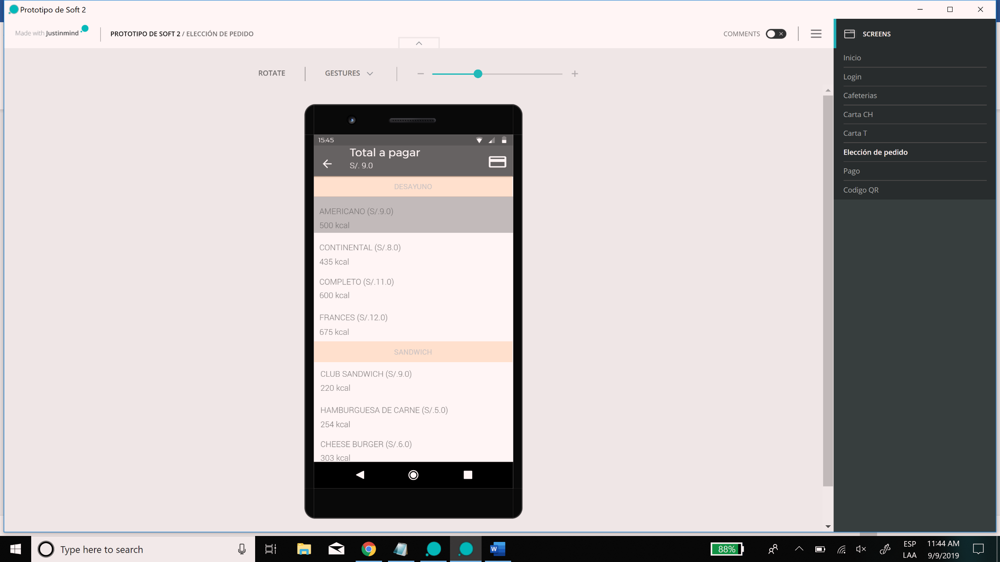 Prototipo de Soft 2
Made with Justinmind
PROTOTIPO DE SOFT 2 / ELECCIÓN DE PEDIDO
COMMENTS
SCREENS
Inicio
Login
Cafeterias
Carta CH
Carta T
Elección de pedido
Pago
Codigo QR
ROTATE
GESTURES
15:45
Total a pagar
S/. 9.0
DESAYUNO
AMERICANO (S/.9.0)
500 kcal
CONTINENTAL (S/.8.0)
435 kcal
COMPLETO (S/.11.0)
600 kcal
FRANCES (S/.12.0)
675 kcal
SANDWICH
CLUB SANDWICH (S/.9.0)
220 kcal
HAMBURGUESA DE CARNE (S/.5.0)
254 kcal
CHEESE BURGER (S/.6.0)
303 kcal
Type here to search
88%
ESP
LAA
11:44 AM
9/9/2019